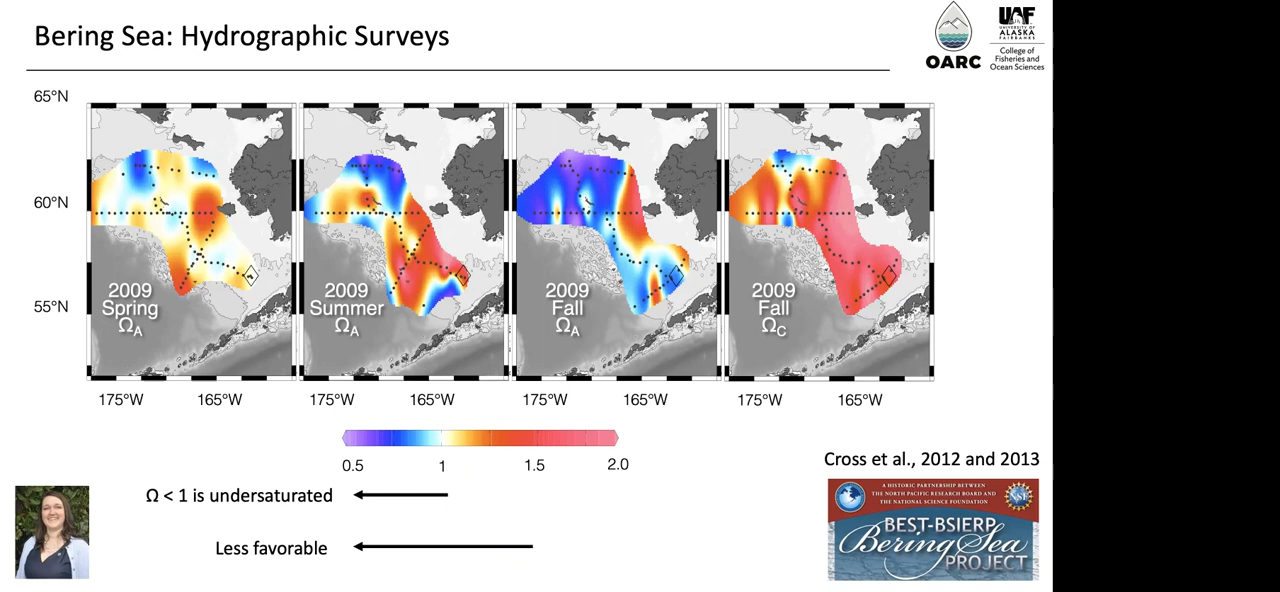 Bering Sea: Hydrographic Surveys
OARC
UAF
UNIVERSITY OF
ALASKA
FAIRBANKS
College of
Fisheries and
Ocean Sciences
65°N
60°N
55°N
2009
Spring
ΩA
2009
Summer
ΩA
2009
Fall
ΩA
2009
Fall
ΩC
175°W 165°W 175°W 165°W 175°W 165°W 175°W 165°W
0.5 1 1.5 2.0
Ω < 1 is undersaturated
Less favorable
Cross et al., 2012 and 2013
A HISTORIC PARTNERSHIP BETWEEN
THE NORTH PACIFIC RESEARCH BOARD AND
THE NATIONAL SCIENCE FOUNDATION
NSF
BEST-BSIERP
Bering Sea
PROJECT